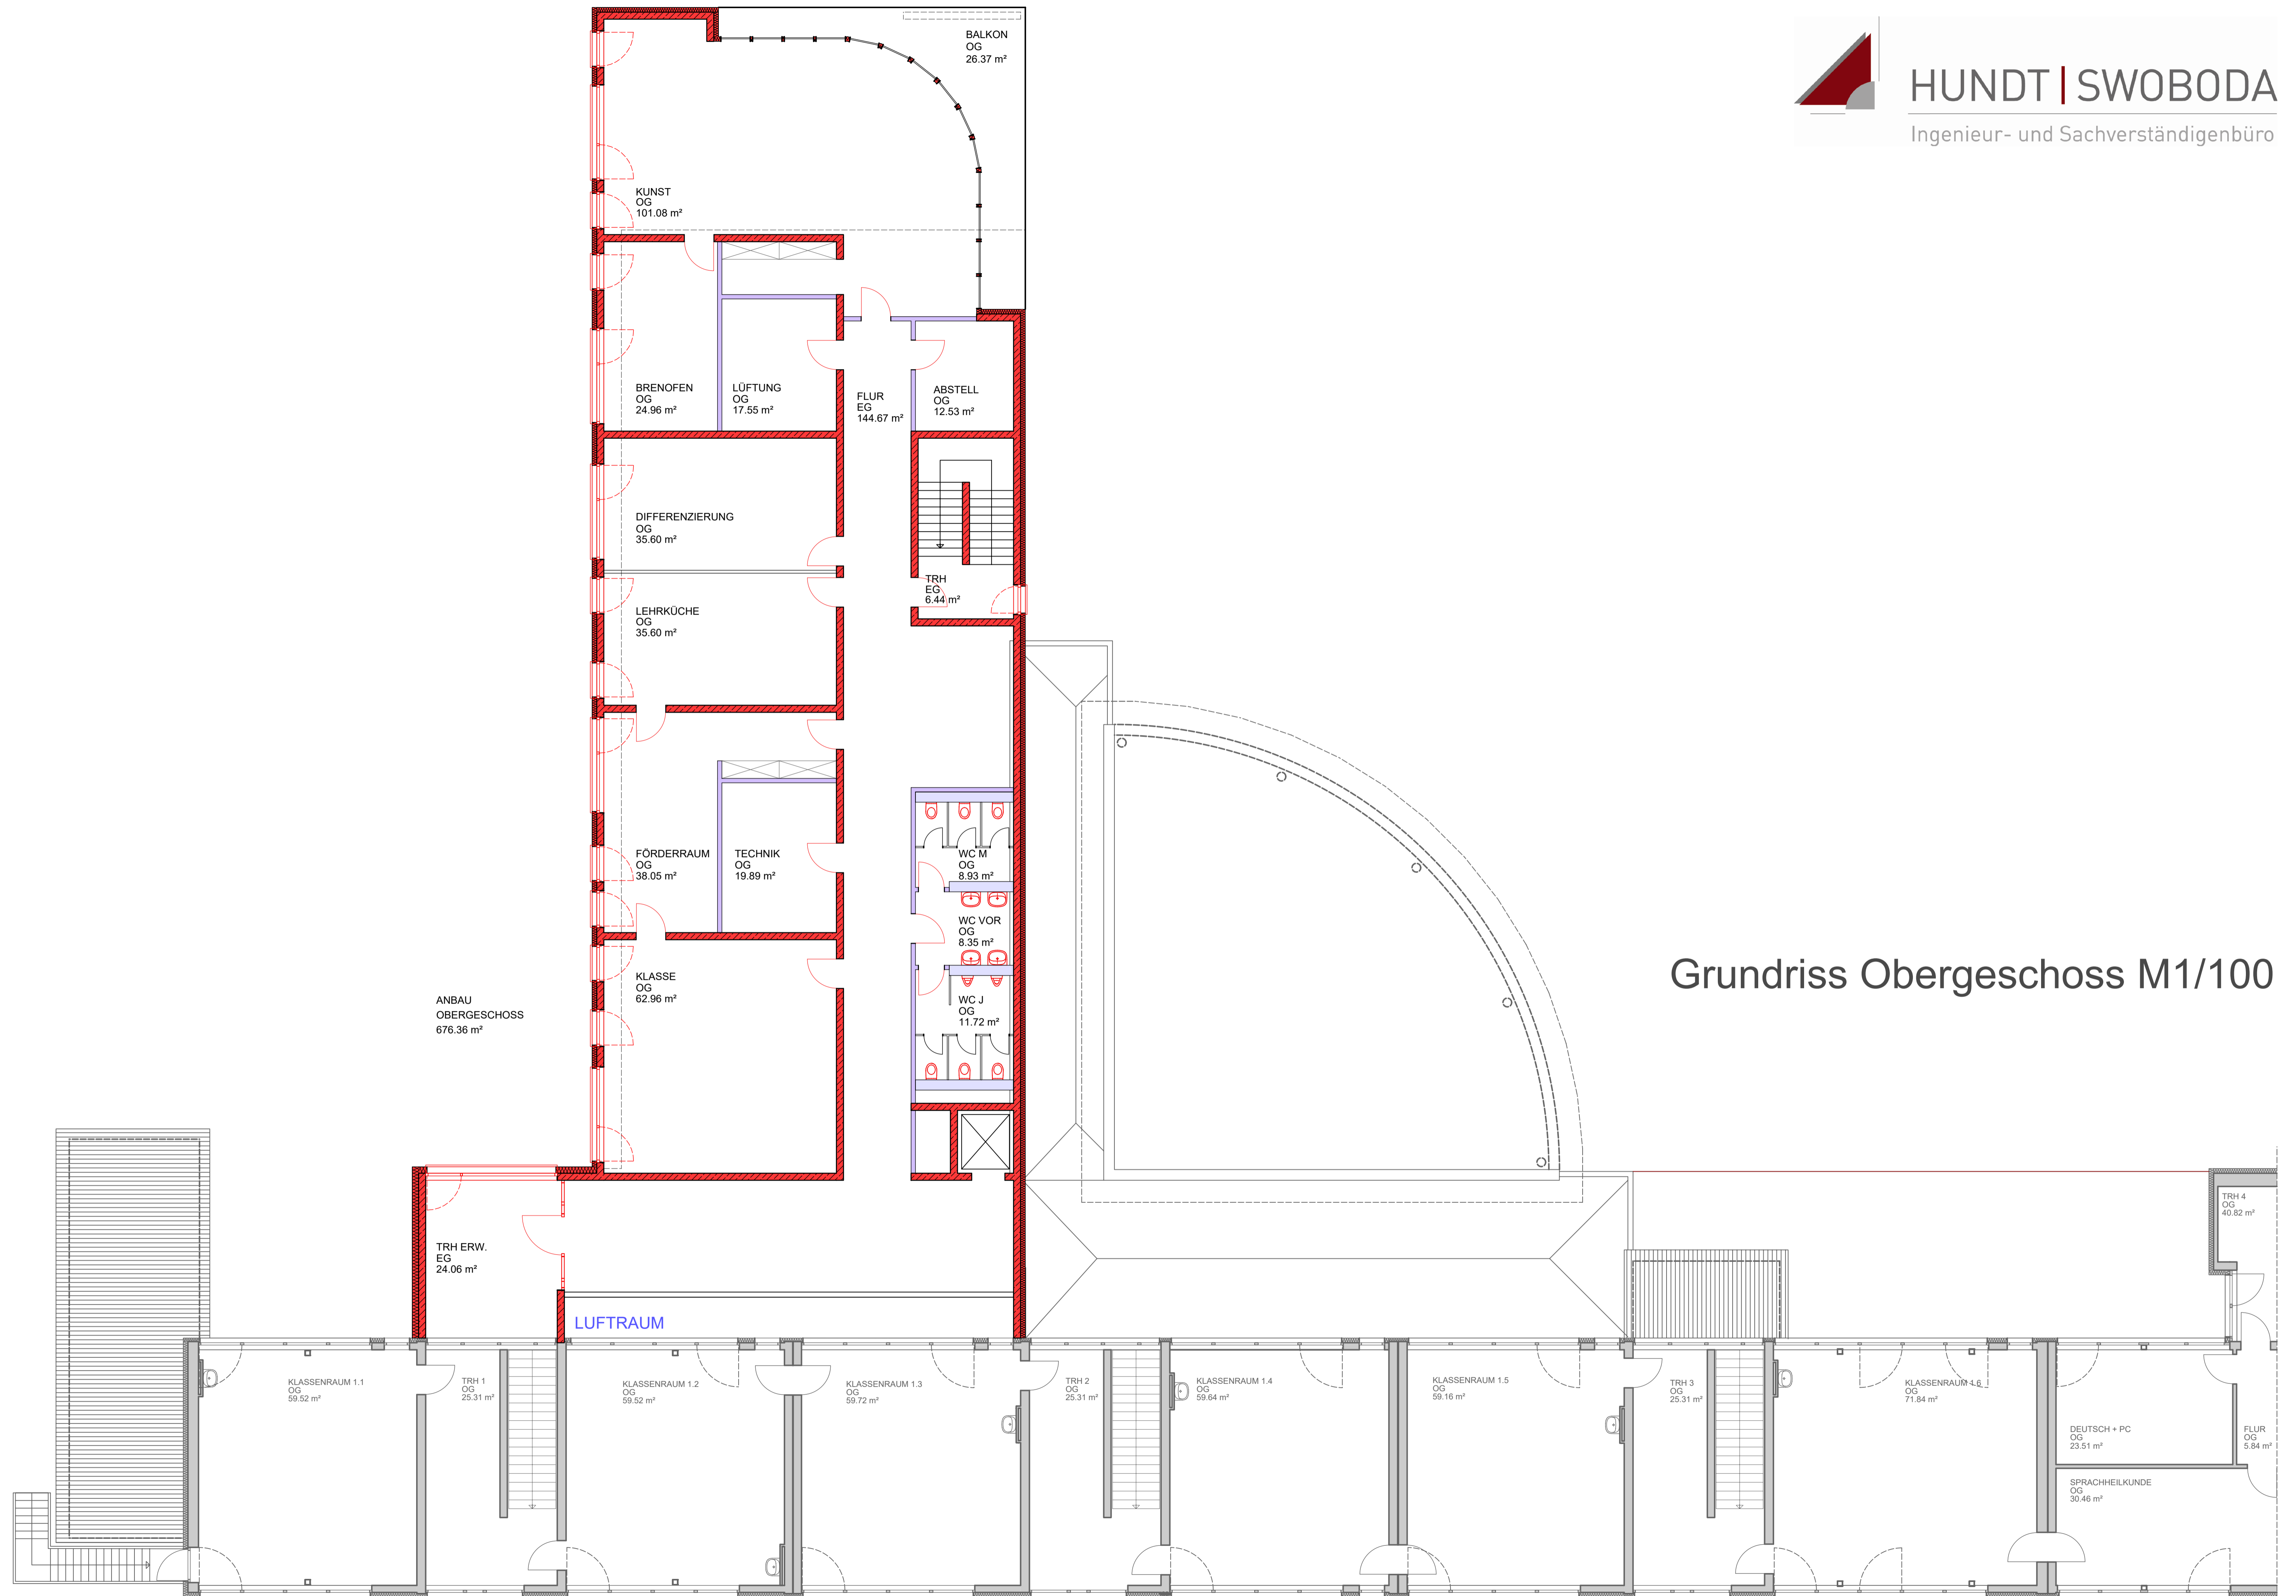 BALKON
OG
26.37 m²
HUNDT | SWOBODA
Ingenieur- und Sachverständigenbüro
KUNST
OG
101.08 m²
BRENOFEN
OG
24.96 m²
LÜFTUNG
OG
17.55 m²
FLUR
EG
144.67 m²
ABSTELL
OG
12.53 m²
DIFFERENZIERUNG
OG
35.60 m²
TRH
EG
6.44 m²
LEHRKÜCHE
OG
35.60 m²
FÖRDERRAUM
OG
38.05 m²
TECHNIK
OG
19.89 m²
WC M
OG
8.93 m²
WC VOR
OG
8.35 m²
WC J
OG
11.72 m²
KLASSE
OG
62.96 m²
ANBAU
OBERGESCHOSS
676.36 m²
Grundriss Obergeschoss M1/100
TRH ERW.
EG
24.06 m²
LUFTRAUM
TRH 4
OG
40.82 m²
KLASSENRAUM 1.1
OG
59.52 m²
TRH 1
OG
25.31 m²
KLASSENRAUM 1.2
OG
59.52 m²
KLASSENRAUM 1.3
OG
59.72 m²
TRH 2
OG
25.31 m²
KLASSENRAUM 1.4
OG
59.64 m²
KLASSENRAUM 1.5
OG
59.16 m²
TRH 3
OG
25.31 m²
KLASSENRAUM 1.6
OG
71.84 m²
DEUTSCH + PC
OG
23.51 m²
FLUR
OG
5.84 m²
SPRACHHEILKUNDE
OG
30.46 m²